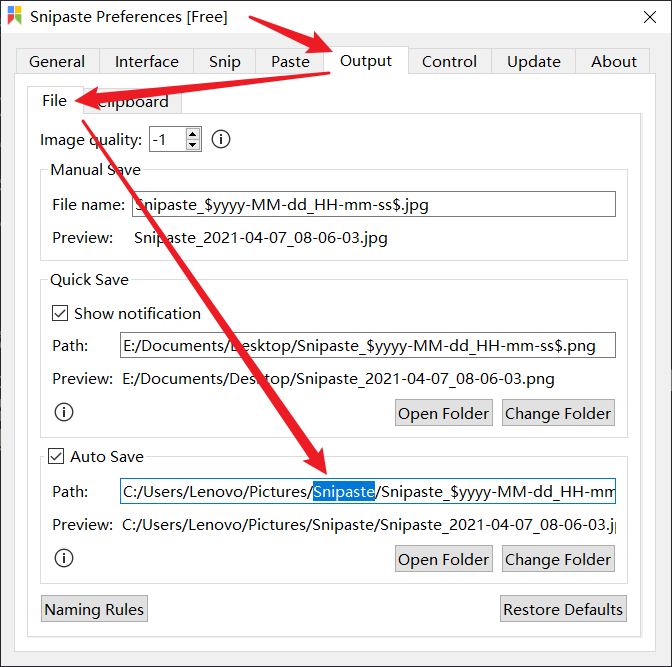 Snipaste Preferences [Free]
General Interface Snip Paste Output Control Update About
File Clipboard
Image quality: -1
Manual Save
File name: Snipaste_$yyyy-MM-dd_HH-mm-ss$.jpg
Preview: Snipaste_2021-04-07_08-06-03.jpg
Quick Save
Show notification
Path: E:/Documents/Desktop/Snipaste_$yyyy-MM-dd_HH-mm-ss$.png
Preview: E:/Documents/Desktop/Snipaste_2021-04-07_08-06-03.png
Open Folder Change Folder
Auto Save
Path: C:/Users/Lenovo/Pictures/Snipaste/Snipaste_$yyyy-MM-dd_HH-mm
Preview: C:/Users/Lenovo/Pictures/Snipaste/Snipaste_2021-04-07_08-06-03.j
Open Folder Change Folder
Naming Rules Restore Defaults